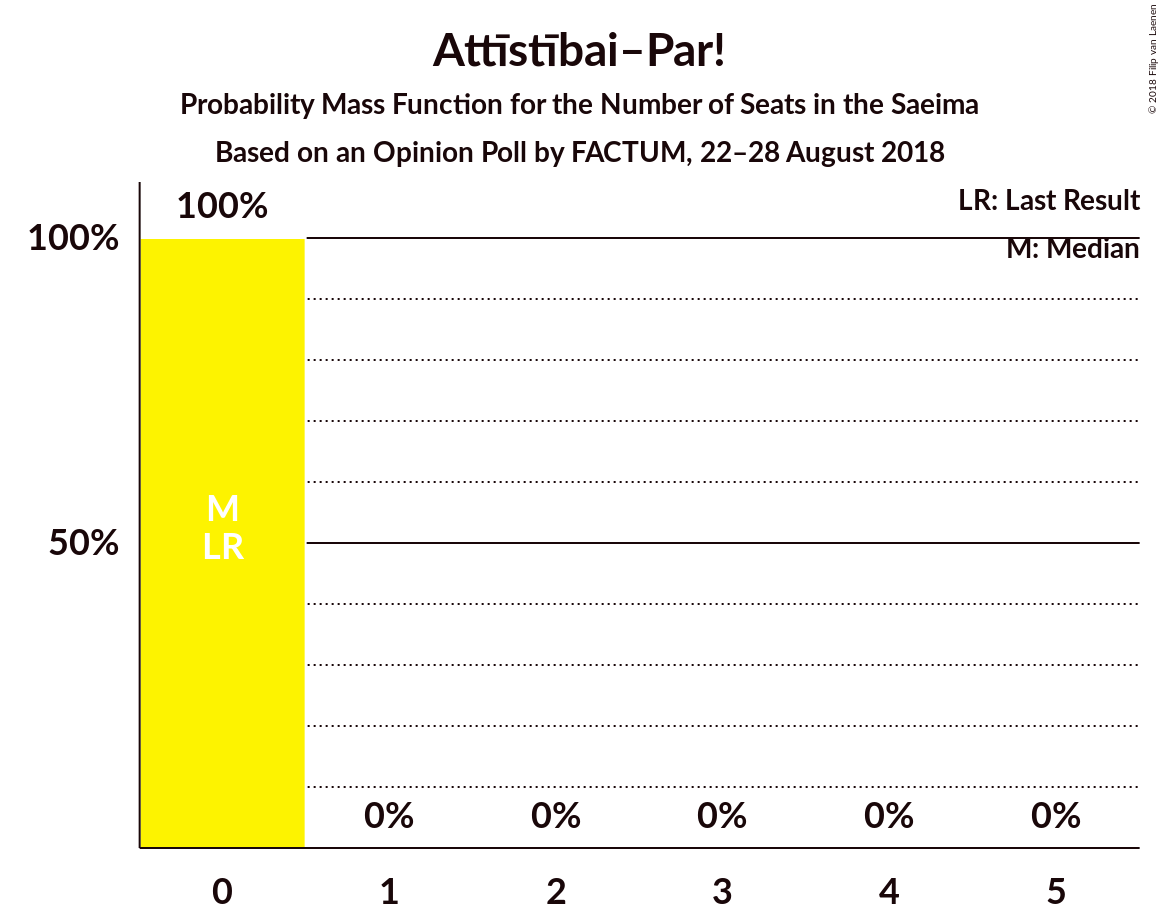 Attīstībai–Par!
Probability Mass Function for the Number of Seats in the Saeima
Based on an Opinion Poll by FACTUM, 22–28 August 2018
© 2018 Filip van Laenen
LR: Last Result
M: Median
100%
100%
50%
M
LR
0% 0% 0% 0% 0%
0 1 2 3 4 5